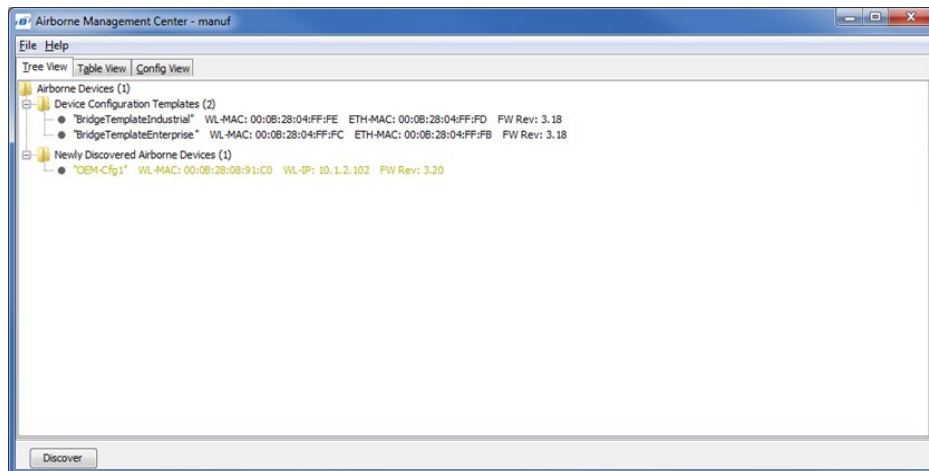 Airborne Management Center - manuf
File Help
Tree View Table View Config View
Airborne Devices (1)
Device Configuration Templates (2)
"BridgeTemplateIndustrial" WL-MAC: 00:0B:28:04:FF:FE ETH-MAC: 00:0B:28:04:FF:FD FW Rev: 3.18
"BridgeTemplateEnterprise" WL-MAC: 00:0B:28:04:FF:FC ETH-MAC: 00:0B:28:04:FF:FB FW Rev: 3.18
Newly Discovered Airborne Devices (1)
"OEM-Cfg1" WL-MAC: 00:0B:28:08:91:C0 WL-IP: 10.1.2.102 FW Rev: 3.20
Discover